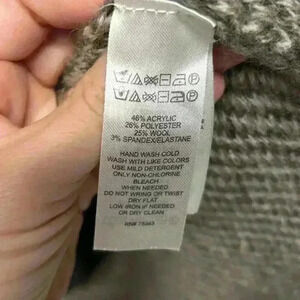 46% ACRYLIC
26% POLYESTER
25% WOOL
3% SPANDEX/ELASTANE
HAND WASH COLD
WASH WITH LIKE COLORS
USE MILD DETERGENT
ONLY NON-CHLORINE
BLEACH
WHEN NEEDED
DO NOT WRING OR TWIST
DRY FLAT
LOW IRON IF NEEDED
OR DRY CLEAN
RN#